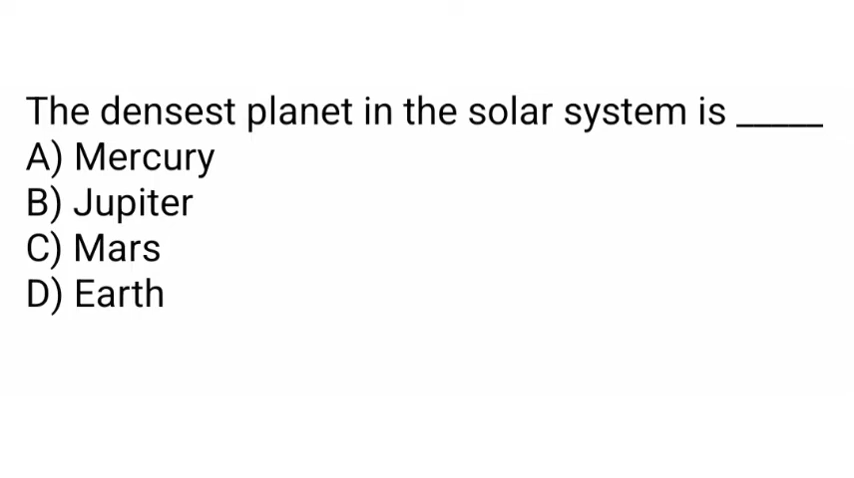 The densest planet in the solar system is _____
A) Mercury
B) Jupiter
C) Mars
D) Earth